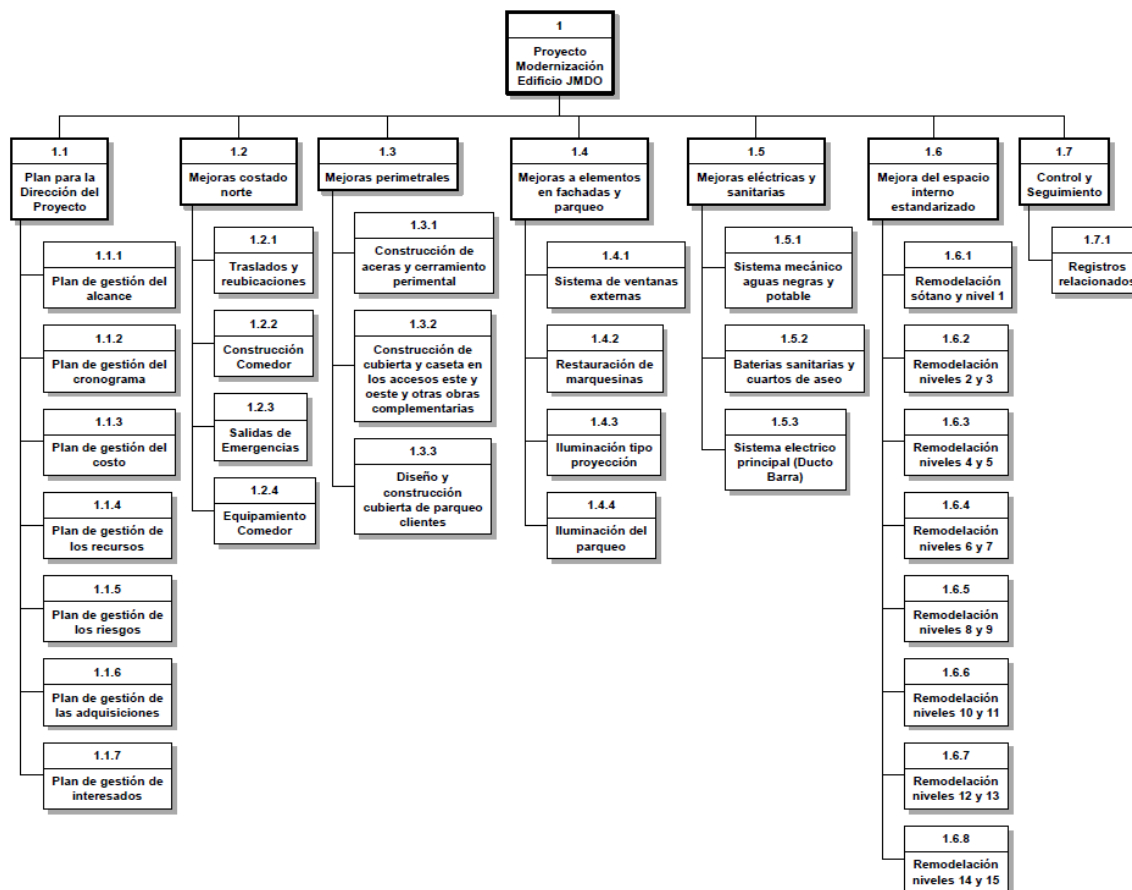 1
Proyecto
Modernización
Edificio JMDO
1.1
Plan para la
Dirección del
Proyecto
1.1.1
Plan de gestión del
alcance
1.1.2
Plan de gestión del
cronograma
1.1.3
Plan de gestión del
costo
1.1.4
Plan de gestión de
los recursos
1.1.5
Plan de gestión de
los riesgos
1.1.6
Plan de gestión de
las adquisiciones
1.1.7
Plan de gestión de
interesados
1.2
Mejoras costado
norte
1.2.1
Traslados y
reubicaciones
1.2.2
Construcción
Comedor
1.2.3
Salidas de
Emergencias
1.2.4
Equipamiento
Comedor
1.3
Mejoras perimetrales
1.3.1
Construcción de
aceras y cerramiento
perimental
1.3.2
Construcción de
cubierta y caseta en
los accesos este y
oeste y otras obras
complementarias
1.3.3
Diseño y
construcción
cubierta de parqueo
clientes
1.4
Mejoras a elementos
en fachadas y
parqueo
1.4.1
Sistema de ventanas
externas
1.4.2
Restauración de
marquesinas
1.4.3
Iluminación tipo
proyección
1.4.4
Iluminación del
parqueo
1.5
Mejoras eléctricas y
sanitarias
1.5.1
Sistema mecánico
aguas negras y
potable
1.5.2
Baterias sanitarias y
cuartos de aseo
1.5.3
Sistema electrico
principal (Ducto
Barra)
1.6
Mejora del espacio
interno
estandarizado
1.6.1
Remodelación
sótano y nivel 1
1.6.2
Remodelación
niveles 2 y 3
1.6.3
Remodelación
niveles 4 y 5
1.6.4
Remodelación
niveles 6 y 7
1.6.5
Remodelación
niveles 8 y 9
1.6.6
Remodelación
niveles 10 y 11
1.6.7
Remodelación
niveles 12 y 13
1.6.8
Remodelación
niveles 14 y 15
1.7
Control y
Seguimiento
1.7.1
Registros
relacionados